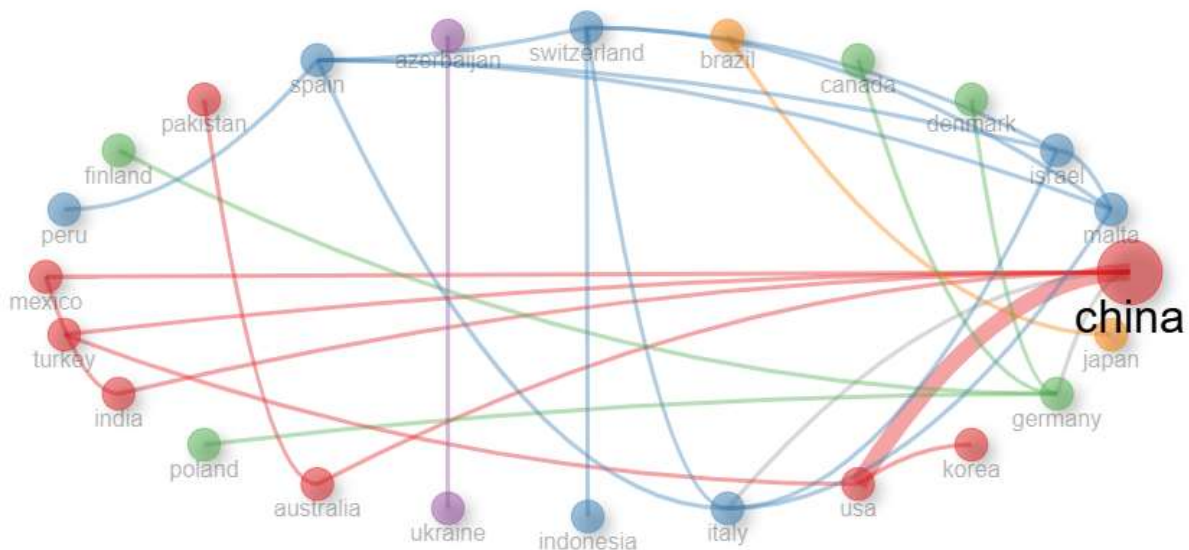 azerbaijan
switzerland
brazil
spain
canada
pakistan
denmark
finland
israel
peru
malta
mexico
china
turkey
japan
india
germany
poland
korea
australia
usa
ukraine
indonesia
italy